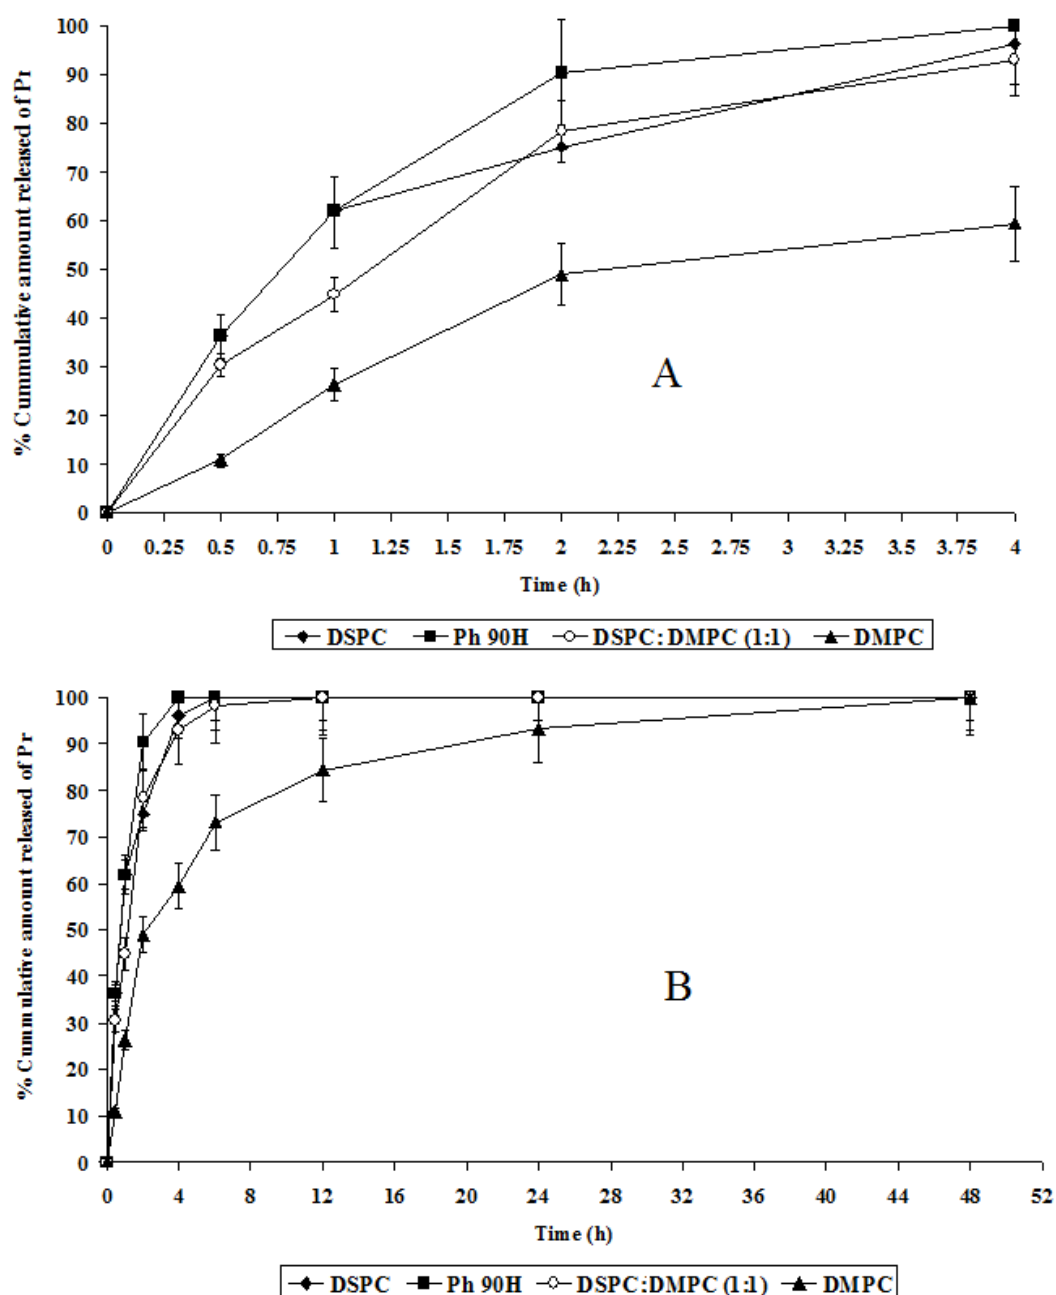 % Cummulative amount released of Pr
100
90
80
70
60
50
40
30
20
10
0
A
0 0.25 0.5 0.75 1 1.25 1.5 1.75 2 2.25 2.5 2.75 3 3.25 3.5 3.75 4
Time (h)
DSPC Ph 90H DSPC:DMPC (1:1) DMPC
% Cummulative amount released of Pr
100
90
80
70
60
50
40
30
20
10
0
B
0 4 8 12 16 20 24 28 32 36 40 44 48 52
Time (h)
DSPC Ph 90H DSPC:DMPC (1:1) DMPC